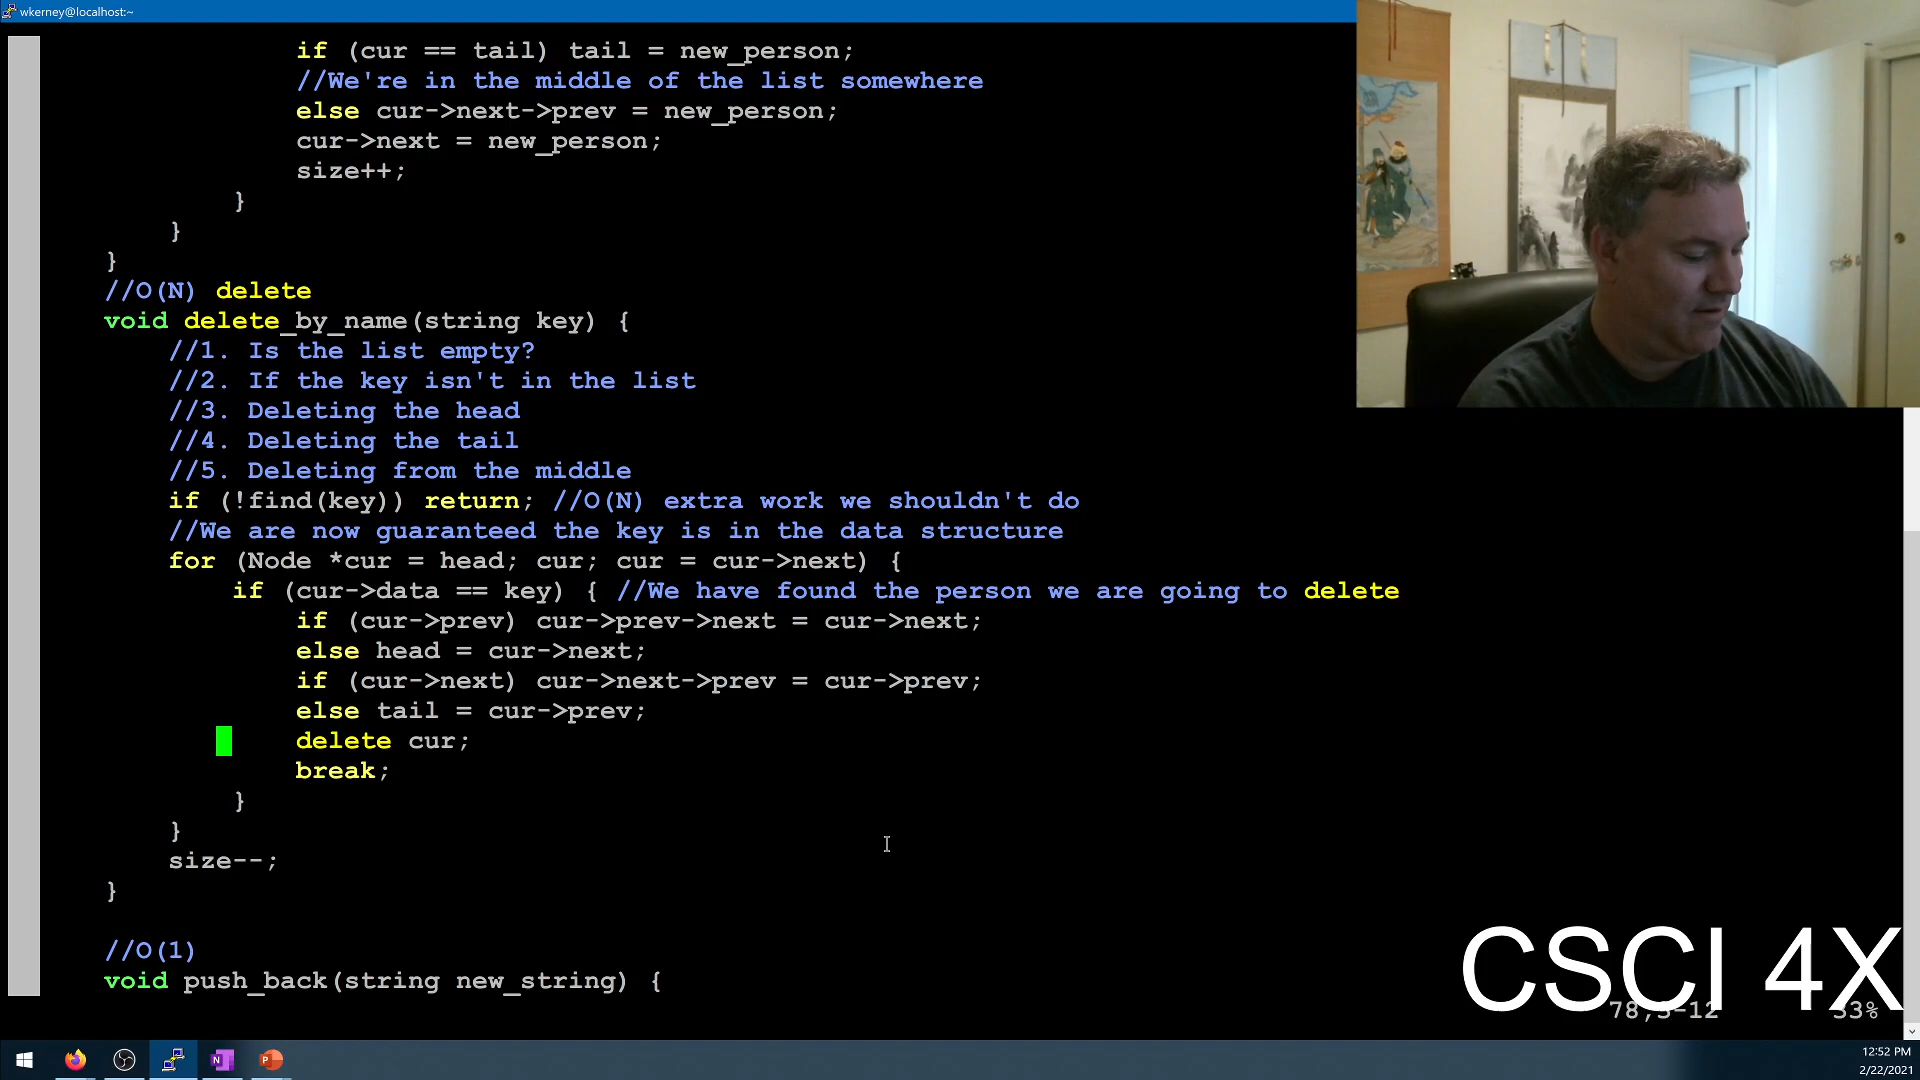 wkerney@localhost:~
if (cur == tail) tail = new_person;
//We're in the middle of the list somewhere
else cur->next->prev = new_person;
cur->next = new_person;
size++;
}
}
}
//O(N) delete
void delete_by_name(string key) {
//1. Is the list empty?
//2. If the key isn't in the list
//3. Deleting the head
//4. Deleting the tail
//5. Deleting from the middle
if (!find(key)) return; //O(N) extra work we shouldn't do
//We are now guaranteed the key is in the data structure
for (Node *cur = head; cur; cur = cur->next) {
if (cur->data == key) { //We have found the person we are going to delete
if (cur->prev) cur->prev->next = cur->next;
else head = cur->next;
if (cur->next) cur->next->prev = cur->prev;
else tail = cur->prev;
delete cur;
break;
}
}
size--;
}
//O(1)
void push_back(string new_string) {
CSCI 4X
12:52 PM
2/22/2021